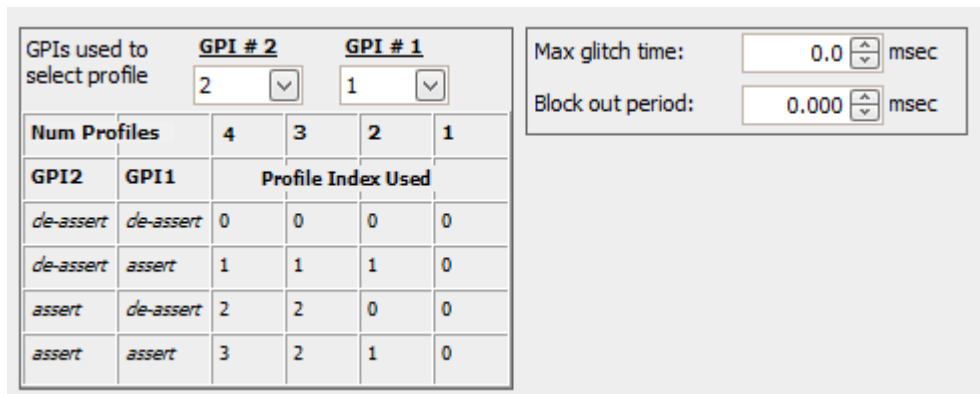 GPIs used to select profile
GPI # 2 GPI # 1
2 1
Num Profiles 4 3 2 1
GPI2 GPI1 Profile Index Used
de-assert de-assert 0 0 0 0
de-assert assert 1 1 1 0
assert de-assert 2 2 0 0
assert assert 3 2 1 0
Max glitch time: 0.0 msec
Block out period: 0.000 msec